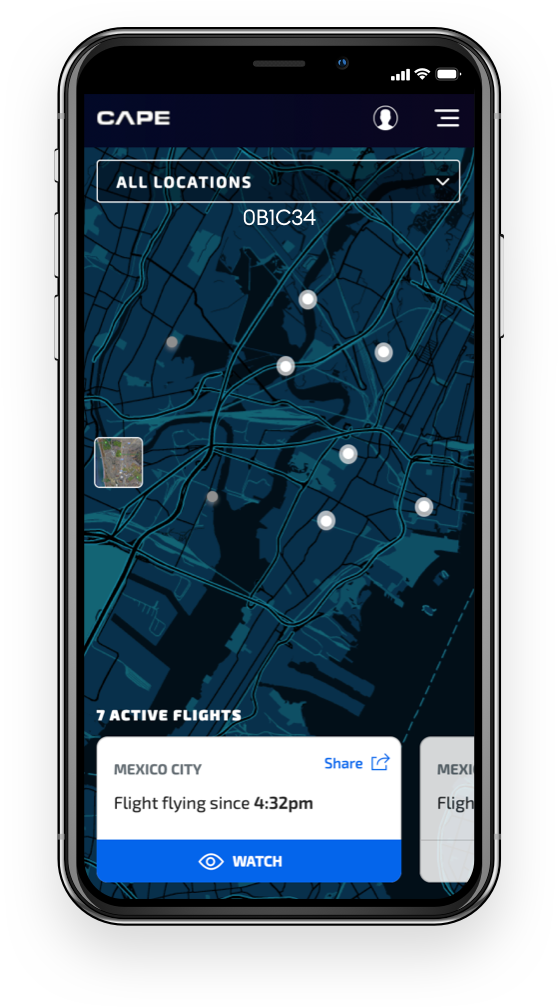 CAPE
ALL LOCATIONS
0B1C34
7 ACTIVE FLIGHTS
MEXICO CITY
Share
Flight flying since 4:32pm
WATCH
MEXI
Fligh